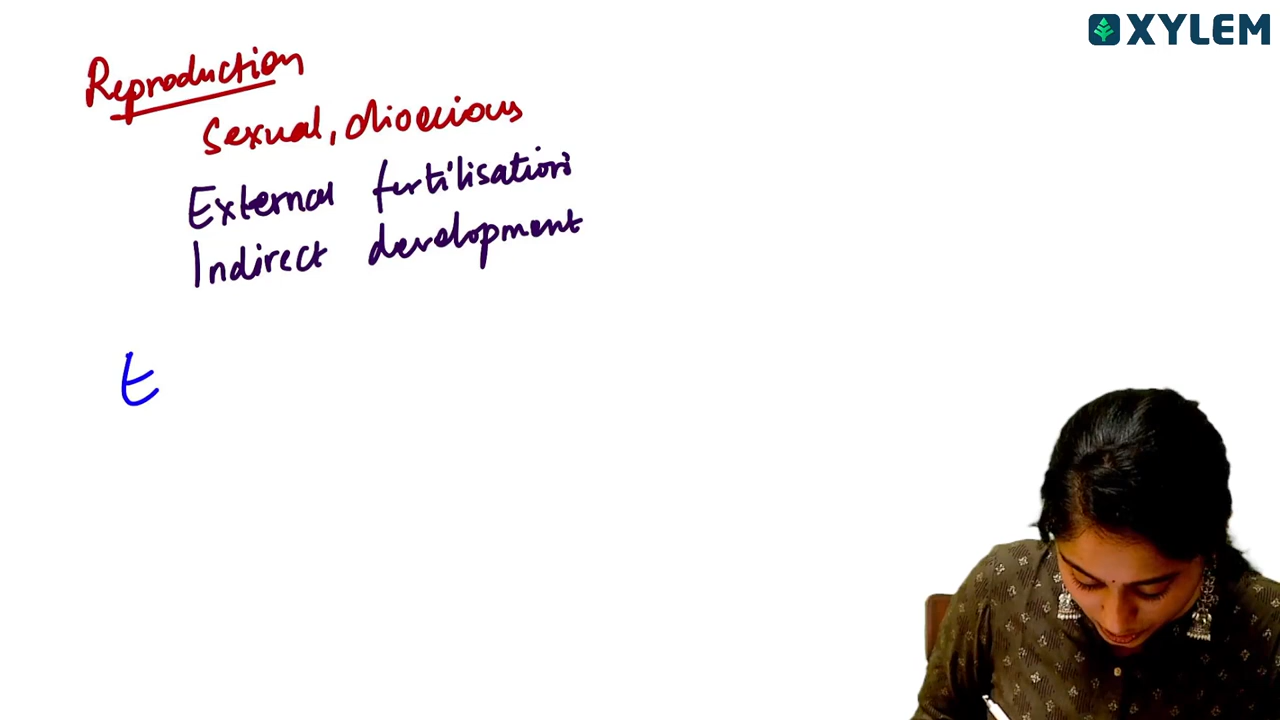 XYLEM
Reproduction
Sexual, dioecious
External fertilisation
Indirect development
E